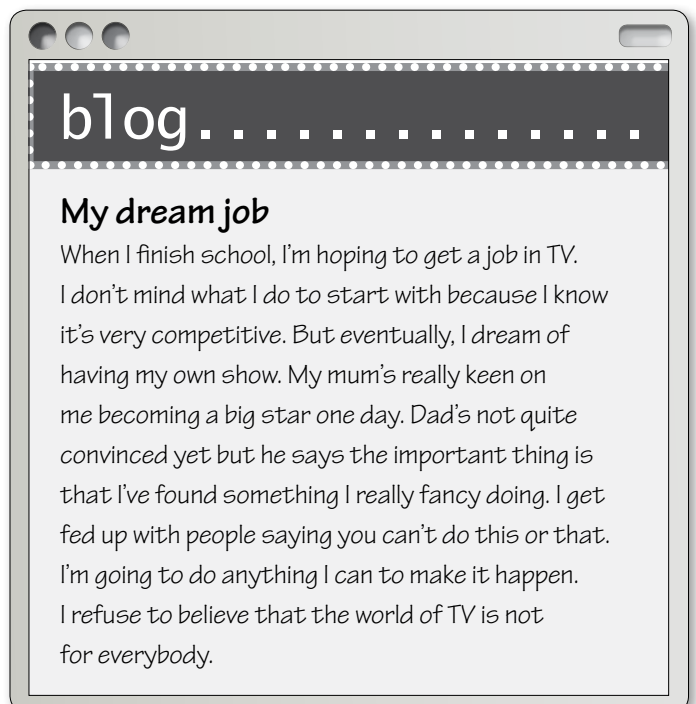 blog..............
My dream job
When I finish school, I'm hoping to get a job in TV.
I don't mind what I do to start with because I know
it's very competitive. But eventually, I dream of
having my own show. My mum's really keen on
me becoming a big star one day. Dad's not quite
convinced yet but he says the important thing is
that I've found something I really fancy doing. I get
fed up with people saying you can't do this or that.
I'm going to do anything I can to make it happen.
I refuse to believe that the world of TV is not
for everybody.